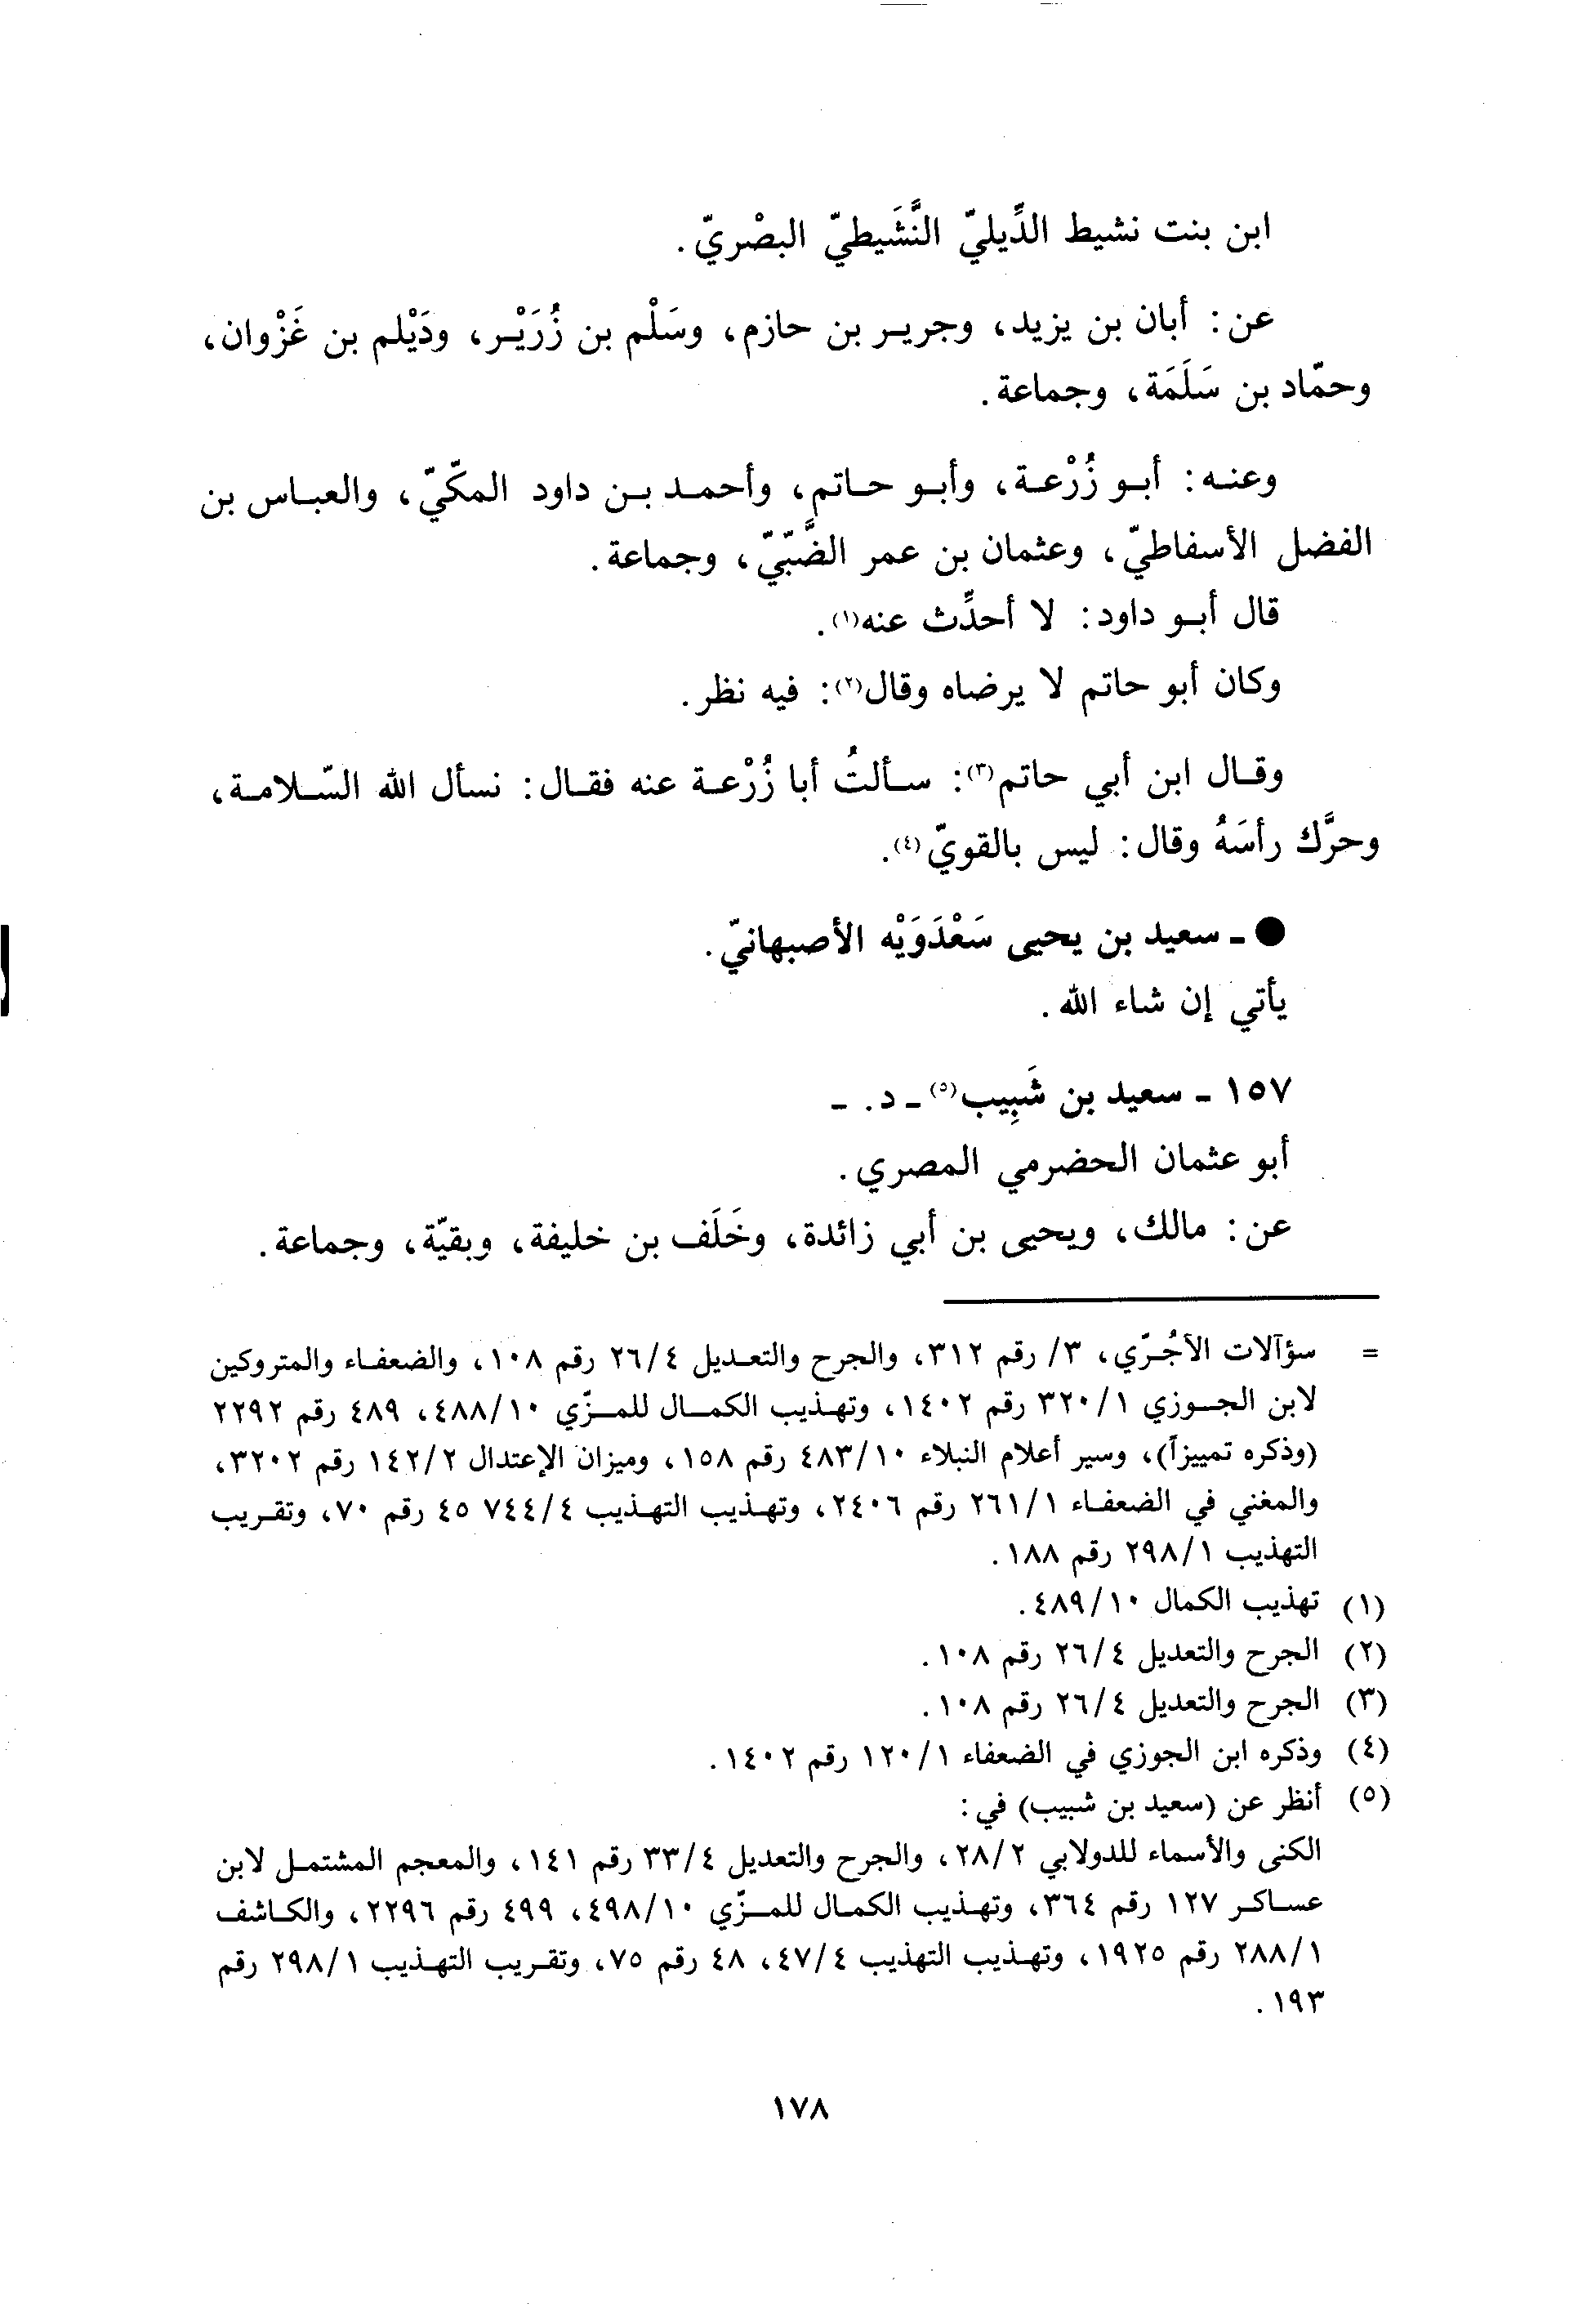 ابن بنت نشيط الدِّيليّ النَّشَيطيّ البصْريّ.
عن: أبان بن يزيد، وجرير بن حازم، وسَلْم بن زُرَيْر، ودَيْلم بن غَزْوان،
وحمّاد بن سَلَمَة، وجماعة.
وعنه: أبو زُرْعة، وأبو حاتم، وأحمد بن داود المكّيّ، والعباس بن
الفضل الأسفاطيّ، وعثمان بن عمر الضَّبّيّ، وجماعة.
قال أبو داود: لا أحدِّث عنه(١).
وكان أبو حاتم لا يرضاه وقال(٢): فيه نظر.
وقال ابن أبي حاتم(٣): سألتُ أبا زُرْعة عنه فقال: نسأل الله السّلامة،
وحرَّك رأسَهُ وقال: ليس بالقويّ(٤).
● - سعيد بن يحيى سَعْدَوَيْه الأصبهانيّ.
يأتي إن شاء الله.
١٥٧ - سعيد بن شَبِيب(٥) - د. -
أبو عثمان الحضرمي المصري.
عن: مالك، ويحيى بن أبي زائدة، وخَلَف بن خليفة، وبقيّة، وجماعة.
= سؤآلات الآجُرّي، ٣/ رقم ٣١٢، والجرح والتعديل ٢٦/٤ رقم ١٠٨، والضعفاء والمتروكين
لابن الجوزي ٣٢٠/١ رقم ١٤٠٢، وتهذيب الكمال للمزّي ٤٨٨/١٠، ٤٨٩ رقم ٢٢٩٢
(وذكره تمييزاً)، وسير أعلام النبلاء ٤٨٣/١٠ رقم ١٥٨، وميزان الإعتدال ١٤٢/٢ رقم ٣٢٠٢،
والمغني في الضعفاء ٢٦١/١ رقم ٢٤٠٦، وتهذيب التهذيب ٧٤٤/٤ ٤٥ رقم ٧٠، وتقريب
التهذيب ٢٩٨/١ رقم ١٨٨.
(١) تهذيب الكمال ٤٨٩/١٠.
(٢) الجرح والتعديل ٢٦/٤ رقم ١٠٨.
(٣) الجرح والتعديل ٢٦/٤ رقم ١٠٨.
(٤) وذكره ابن الجوزي في الضعفاء ١٢٠/١ رقم ١٤٠٢.
(٥) أنظر عن (سعيد بن شبيب) في:
الكنى والأسماء للدولابي ٢٨/٢، والجرح والتعديل ٣٣/٤ رقم ١٤١، والمعجم المشتمل لابن
عساكر ١٢٧ رقم ٣٦٤، وتهذيب الكمال للمزّي ٤٩٨/١٠، ٤٩٩ رقم ٢٢٩٦، والكاشف
٢٨٨/١ رقم ١٩٢٥، وتهذيب التهذيب ٤٧/٤، ٤٨ رقم ٧٥، وتقريب التهذيب ٢٩٨/١ رقم
١٩٣.
١٧٨